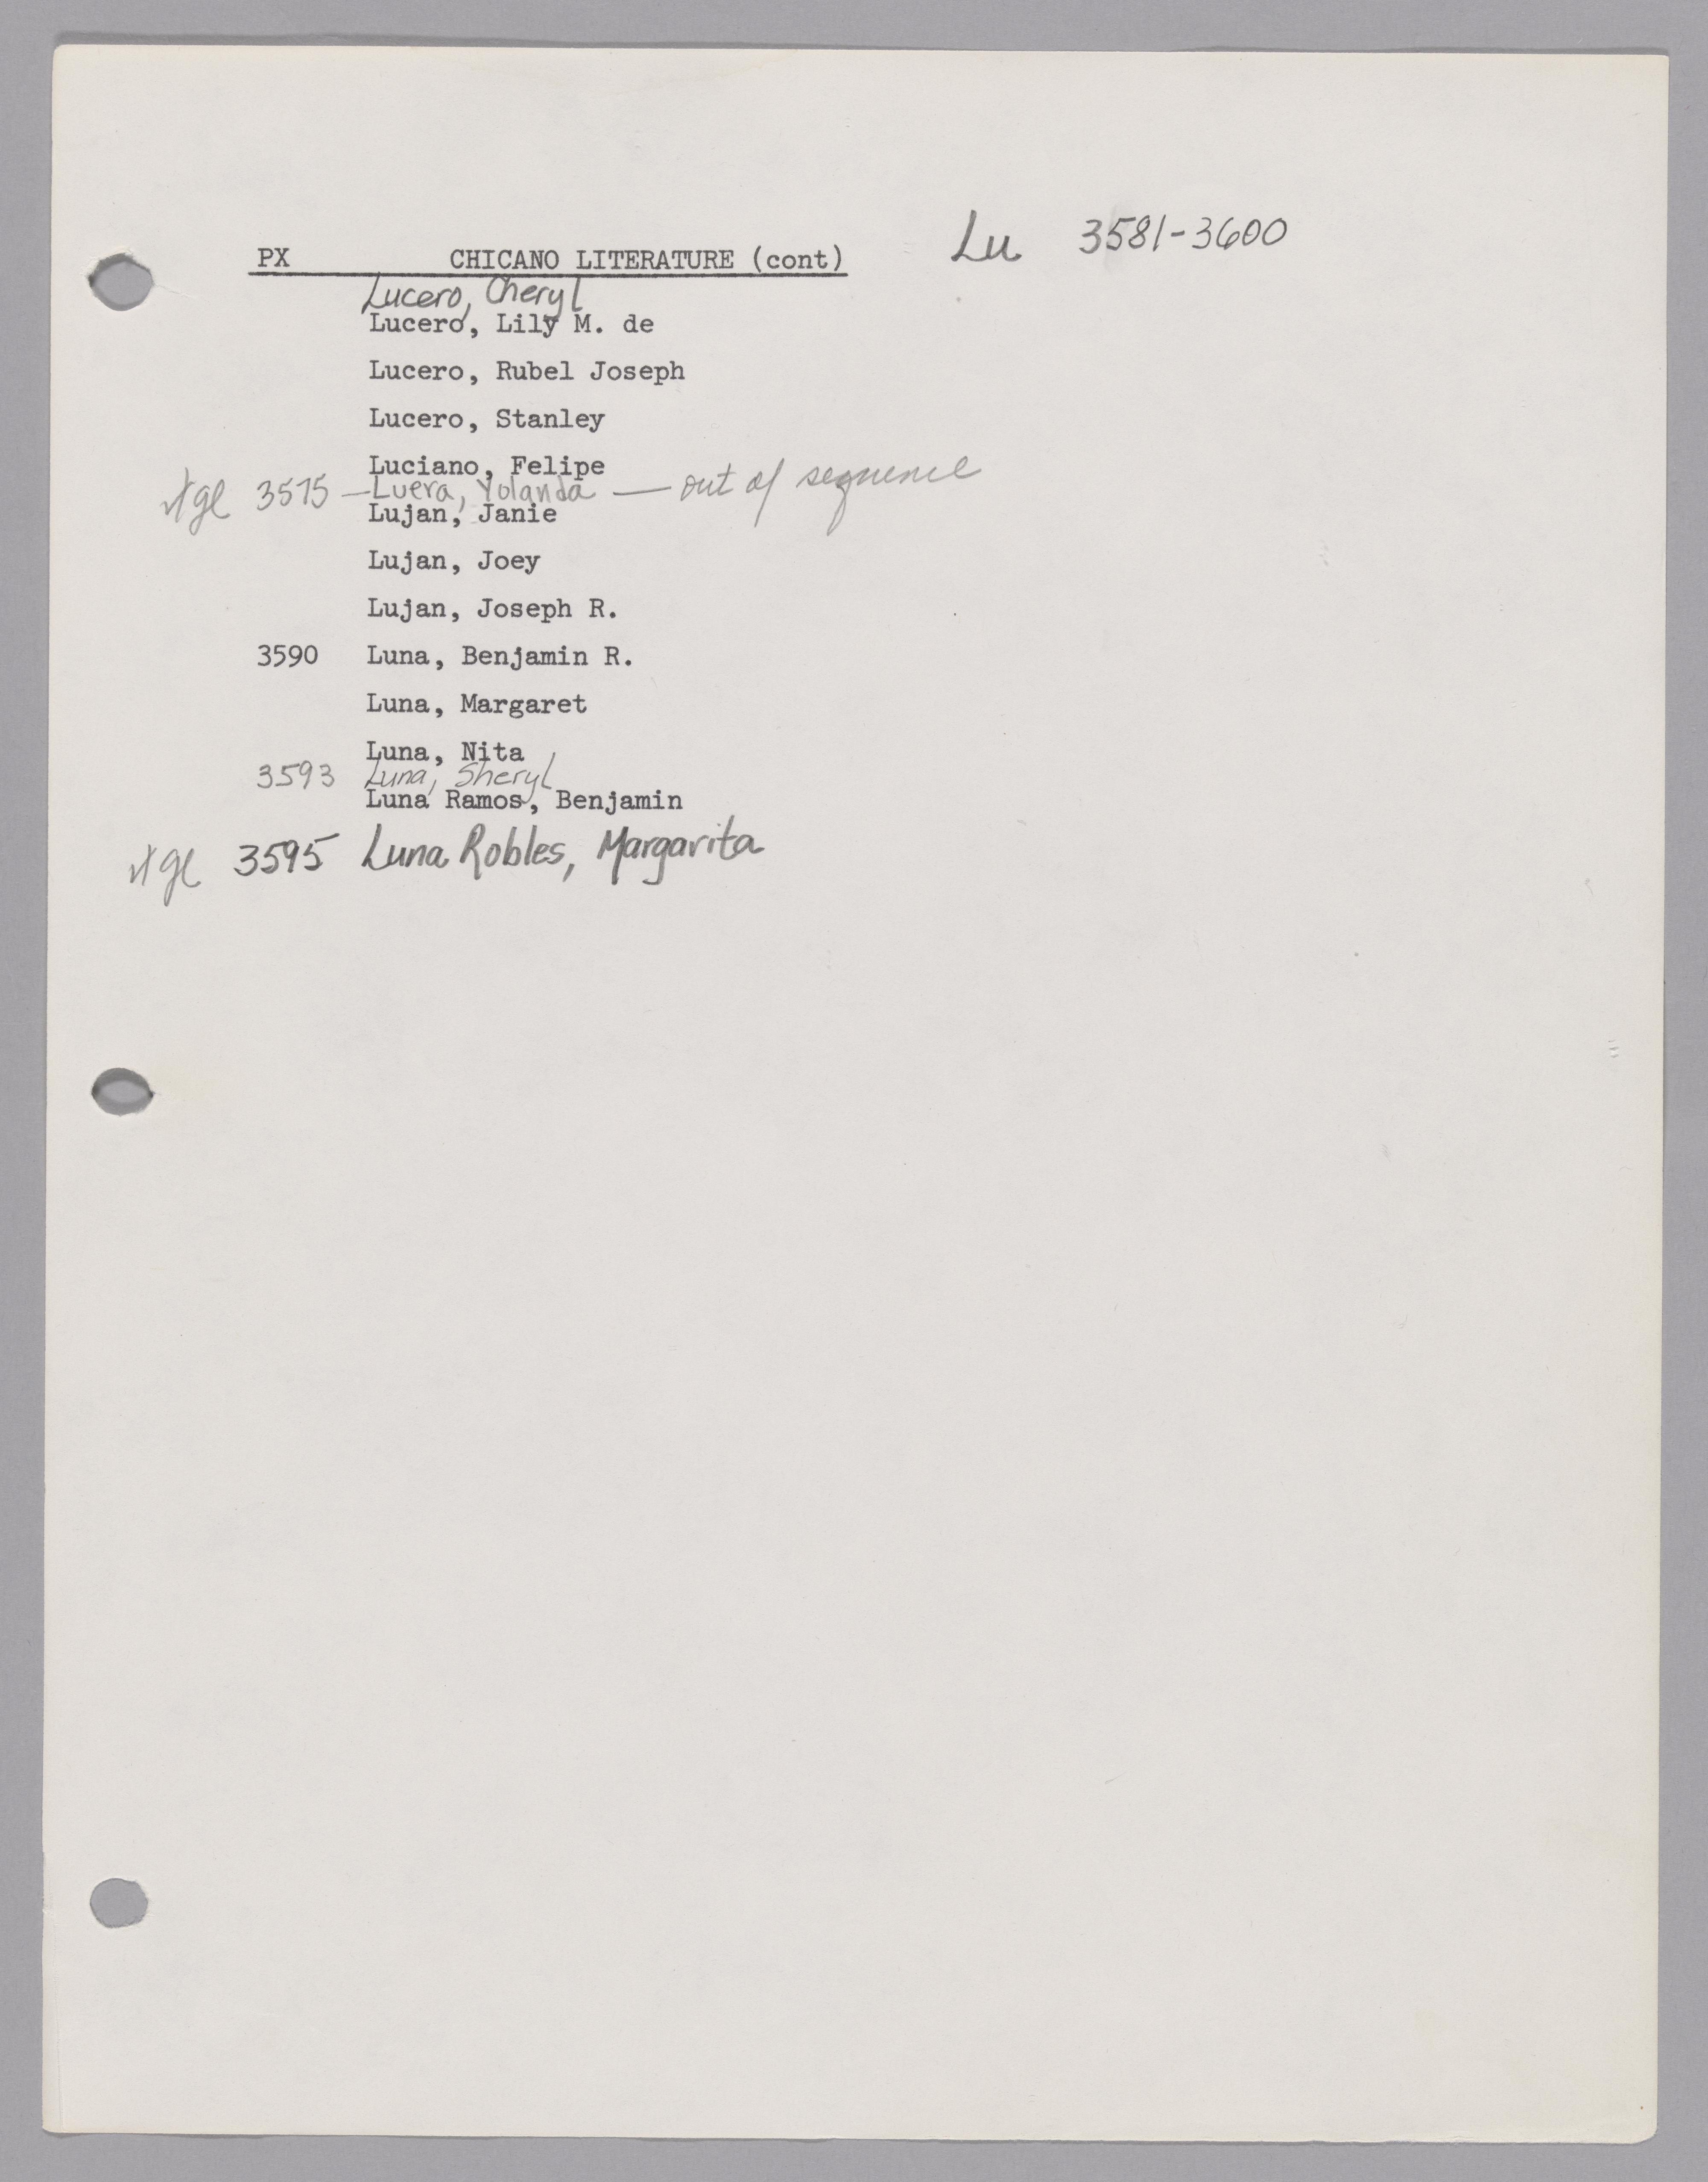 Lu 3581-3600
PX CHICANO LITERATURE (cont)
Lucero, Cheryl
Lucero, Lily M. de
Lucero, Rubel Joseph
Lucero, Stanley
Luciano, Felipe
3575 — Luera, Yolanda — out of sequence
Lujan, Janie
Lujan, Joey
Lujan, Joseph R.
3590 Luna, Benjamin R.
Luna, Margaret
Luna, Nita
3593 Luna, Sheryl
Luna Ramos, Benjamin
3595 Luna Robles, Margarita